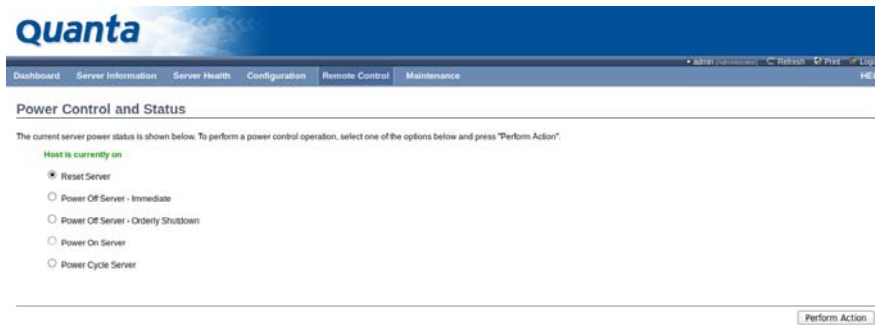 Quanta
• admin (Administrator) Refresh Print Log
Dashboard Server Information Server Health Configuration Remote Control Maintenance HE
Power Control and Status
The current server power status is shown below. To perform a power control operation, select one of the options below and press "Perform Action".
Host is currently on
Reset Server
Power Off Server - Immediate
Power Off Server - Orderly Shutdown
Power On Server
Power Cycle Server
Perform Action